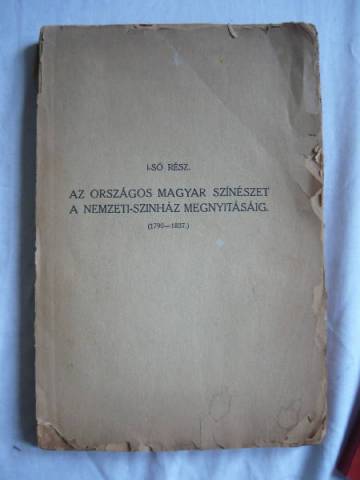 I-SŐ RÉSZ.
AZ ORSZÁGOS MAGYAR SZÍNÉSZET
A NEMZETI-SZINHÁZ MEGNYITÁSÁIG.
(1790—1837.)